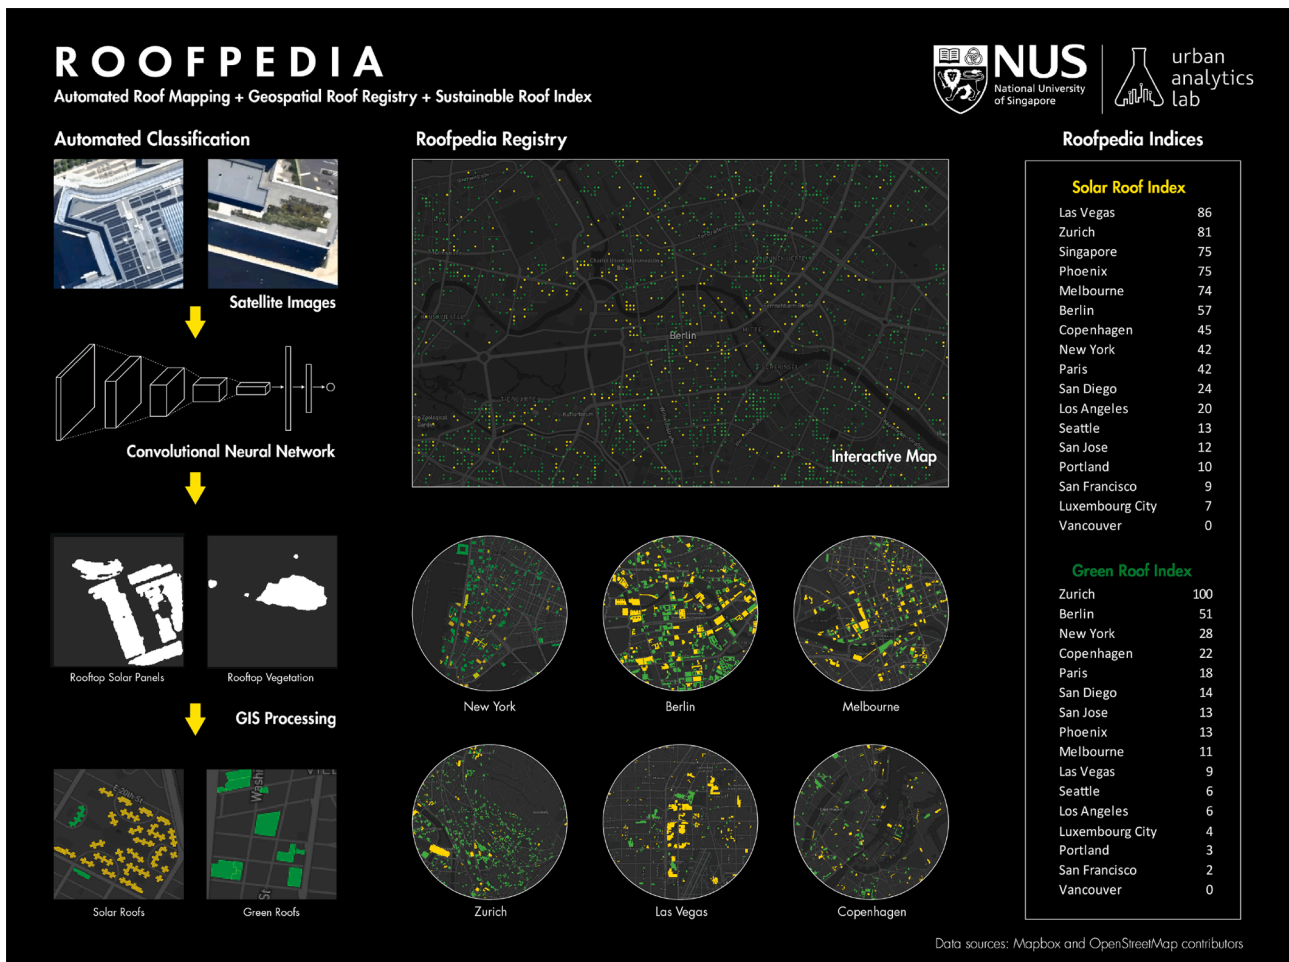 ROOFPEDIA
Automated Roof Mapping + Geospatial Roof Registry + Sustainable Roof Index
NUS
National University
of Singapore
urban
analytics
lab
Automated Classification
Satellite Images
Convolutional Neural Network
Rooftop Solar Panels
Rooftop Vegetation
GIS Processing
E 20th St
Washi
St
Solar Roofs
Green Roofs
Roofpedia Registry
Berlin
MITTE
Interactive Map
New York
Berlin
Melbourne
Zurich
Las Vegas
Copenhagen
Roofpedia Indices
Solar Roof Index
Las Vegas 86
Zurich 81
Singapore 75
Phoenix 75
Melbourne 74
Berlin 57
Copenhagen 45
New York 42
Paris 42
San Diego 24
Los Angeles 20
Seattle 13
San Jose 12
Portland 10
San Francisco 9
Luxembourg City 7
Vancouver 0
Green Roof Index
Zurich 100
Berlin 51
New York 28
Copenhagen 22
Paris 18
San Diego 14
San Jose 13
Phoenix 13
Melbourne 11
Las Vegas 9
Seattle 6
Los Angeles 6
Luxembourg City 4
Portland 3
San Francisco 2
Vancouver 0
Data sources: Mapbox and OpenStreetMap contributors